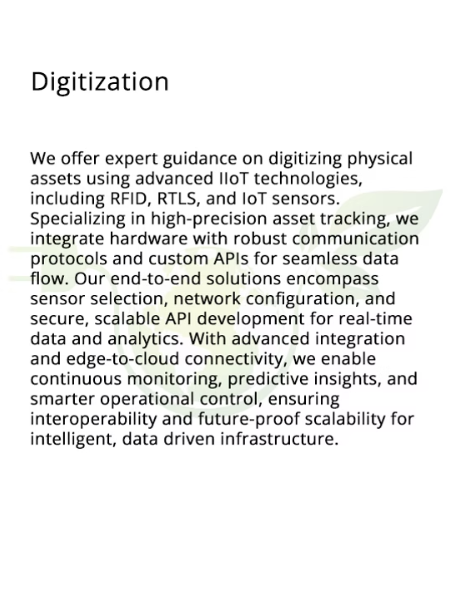 Digitization
We offer expert guidance on digitizing physical
assets using advanced IIoT technologies,
including RFID, RTLS, and IoT sensors.
Specializing in high-precision asset tracking, we
integrate hardware with robust communication
protocols and custom APIs for seamless data
flow. Our end-to-end solutions encompass
sensor selection, network configuration, and
secure, scalable API development for real-time
data and analytics. With advanced integration
and edge-to-cloud connectivity, we enable
continuous monitoring, predictive insights, and
smarter operational control, ensuring
interoperability and future-proof scalability for
intelligent, data driven infrastructure.